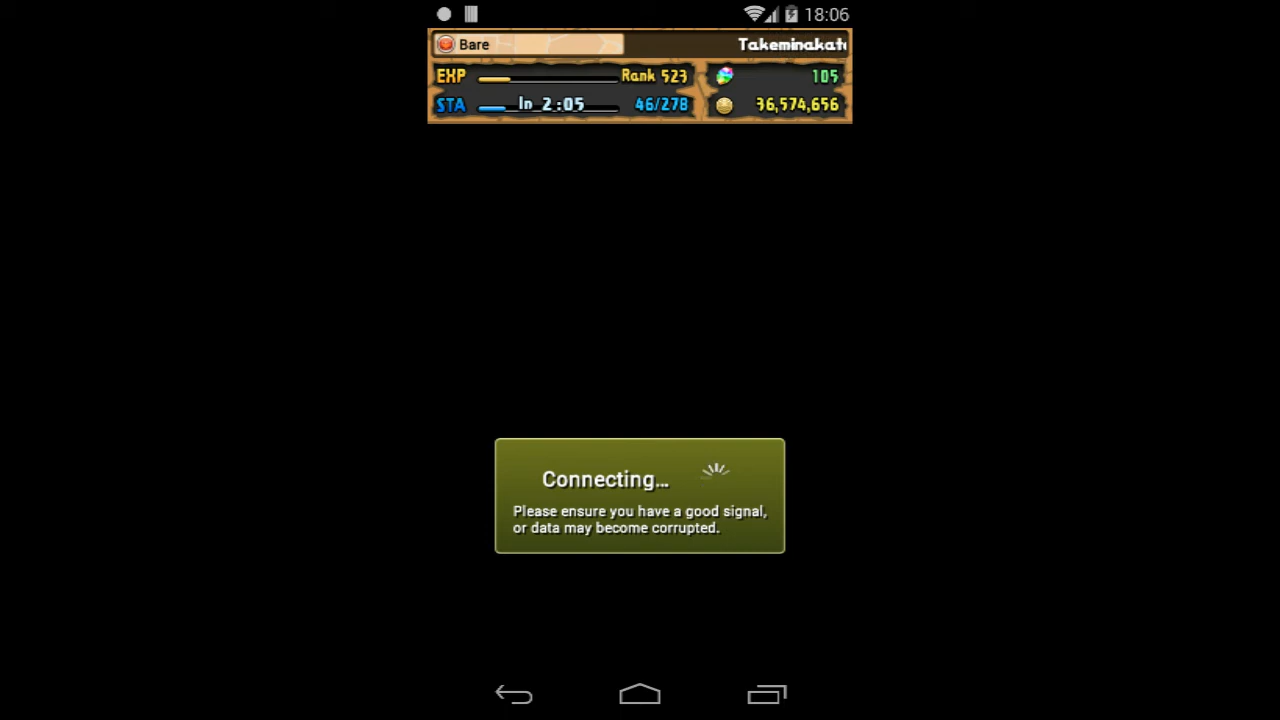 18:06
Bare
Takeminakat
EXP Rank 523 105
STA In 2:05 46/278 36,574,656
Connecting...
Please ensure you have a good signal,
or data may become corrupted.